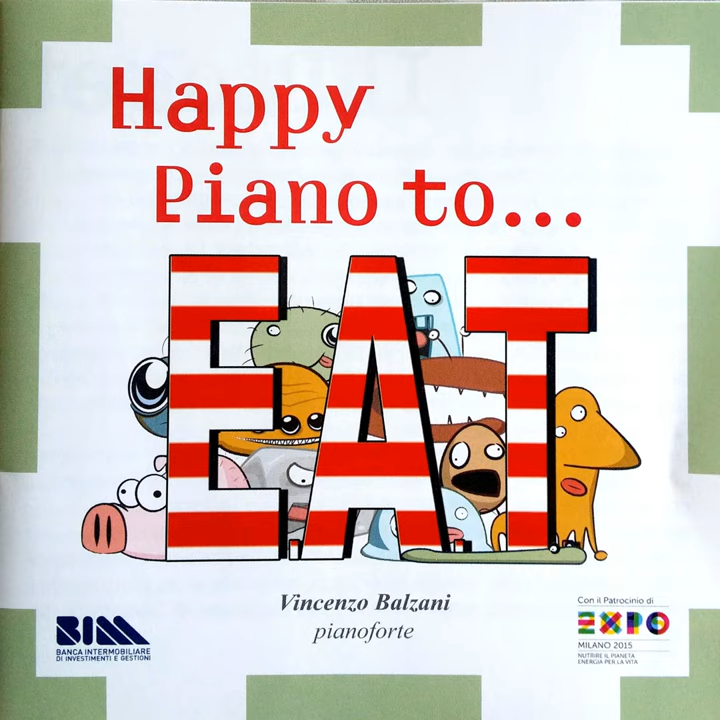 Happy
Piano to...
E.A.T.
Vincenzo Balzani
pianoforte
BIM
BANCA INTERMOBILIARE
DI INVESTIMENTI E GESTIONI
Con il Patrocinio di
EXPO
MILANO 2015
NUTRIRE IL PIANETA
ENERGIA PER LA VITA